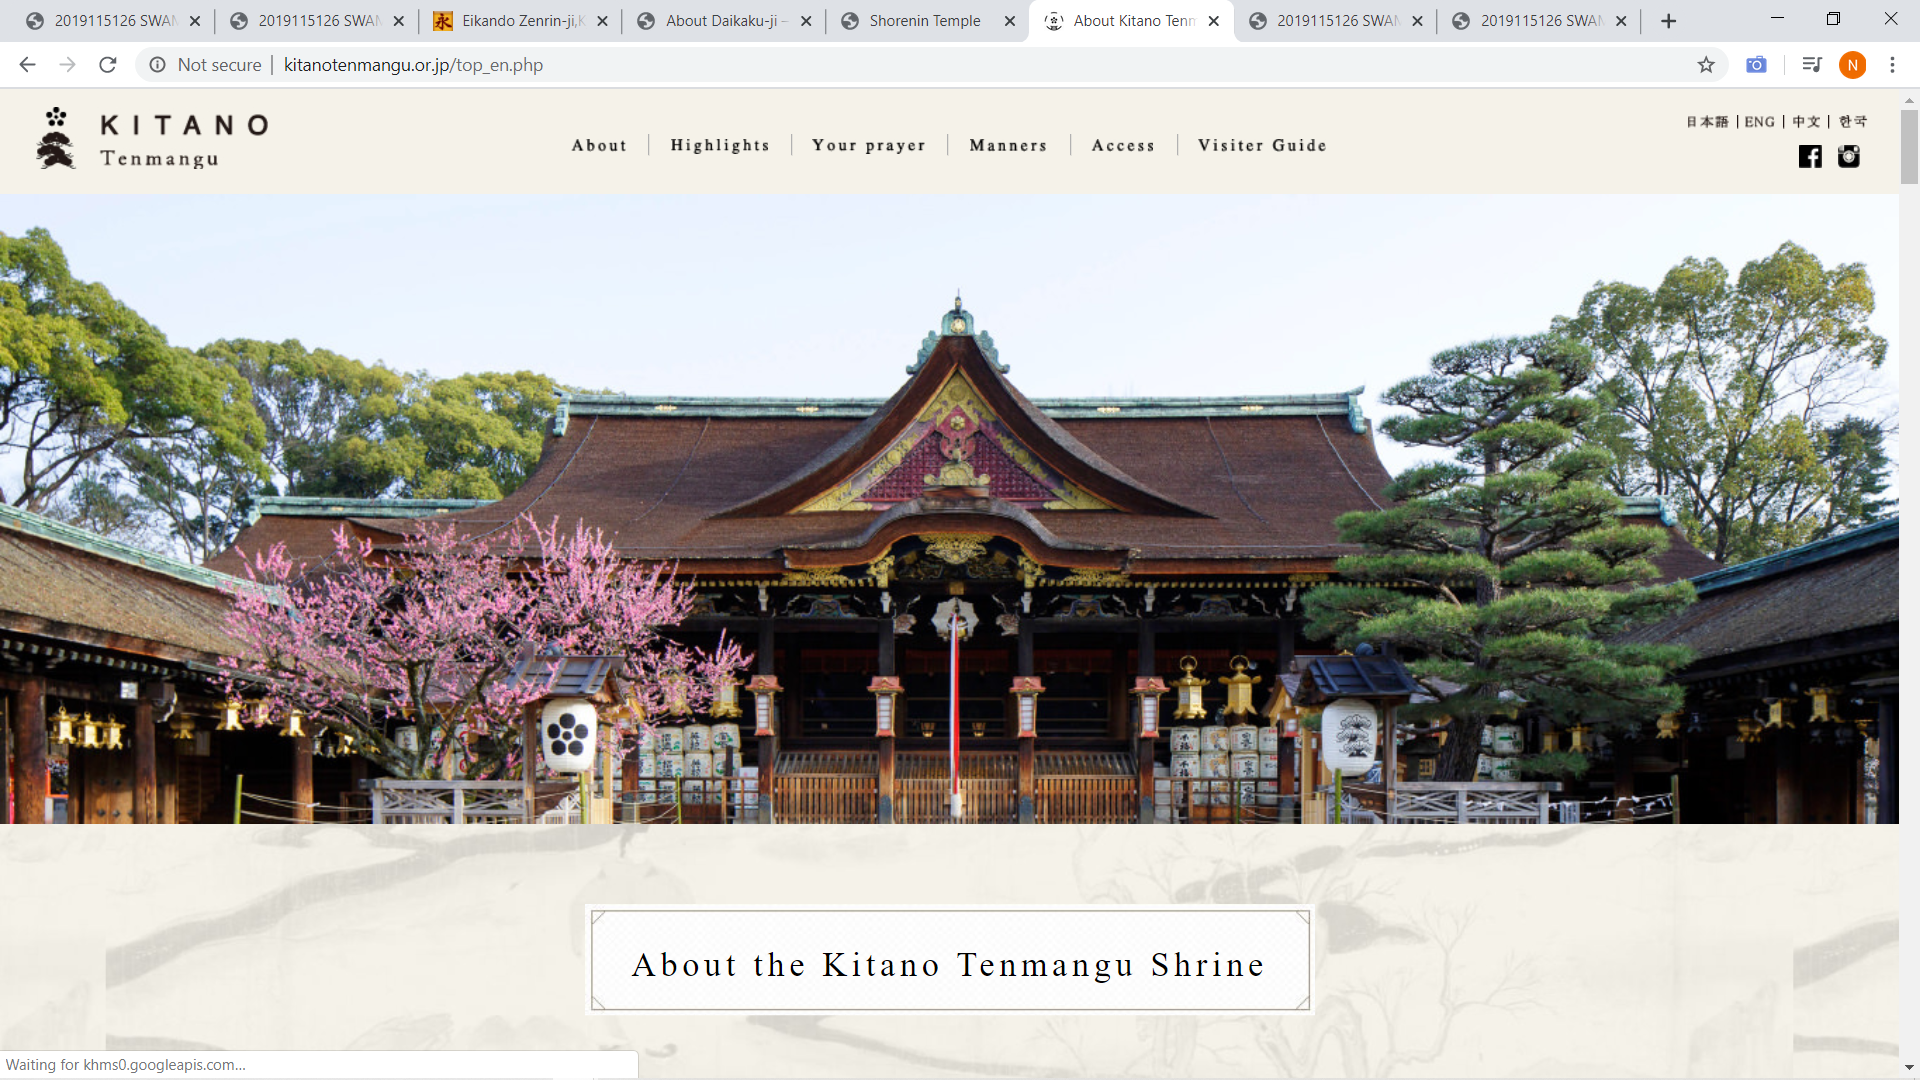 2019115126 SWAN
2019115126 SWAN
Eikando Zenrin-ji,K
About Daikaku-ji –
Shorenin Temple
About Kitano Tenm
2019115126 SWAN
2019115126 SWAN
Not secure
kitanotenmangu.or.jp/top_en.php
N
KITANO
Tenmangu
About
Highlights
Your prayer
Manners
Access
Visiter Guide
日本語 | ENG | 中文 | 한국
About the Kitano Tenmangu Shrine
Waiting for khms0.googleapis.com...